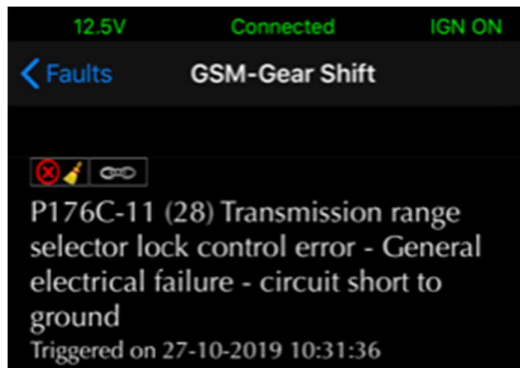 12.5V Connected IGN ON
Faults GSM-Gear Shift
P176C-11 (28) Transmission range
selector lock control error - General
electrical failure - circuit short to
ground
Triggered on 27-10-2019 10:31:36